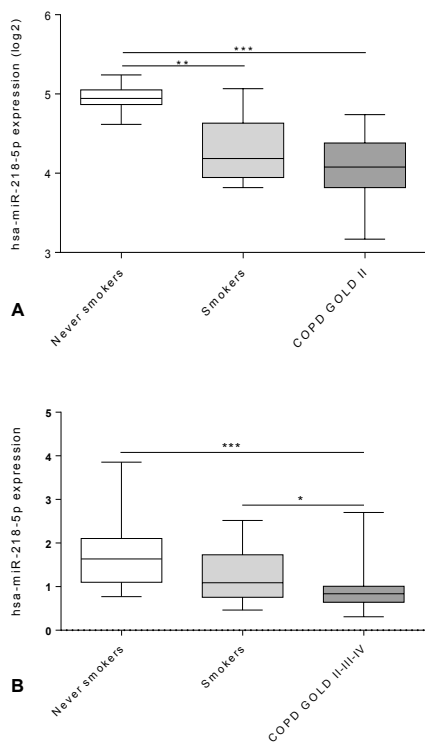 hsa-miR-218-5p expression (log2)
6
5
4
3
***
**
Never smokers
Smokers
COPD GOLD II
A
hsa-miR-218-5p expression
5
4
3
2
1
0
***
*
Never smokers
Smokers
COPD GOLD II-III-IV
B